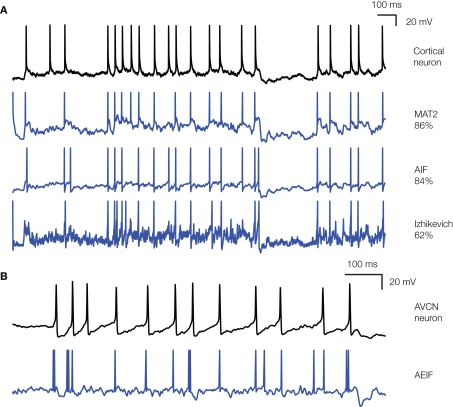 A
100 ms
20 mV
Cortical
neuron
MAT2
86%
AIF
84%
Izhikevich
62%
B
100 ms
20 mV
AVCN
neuron
AEIF